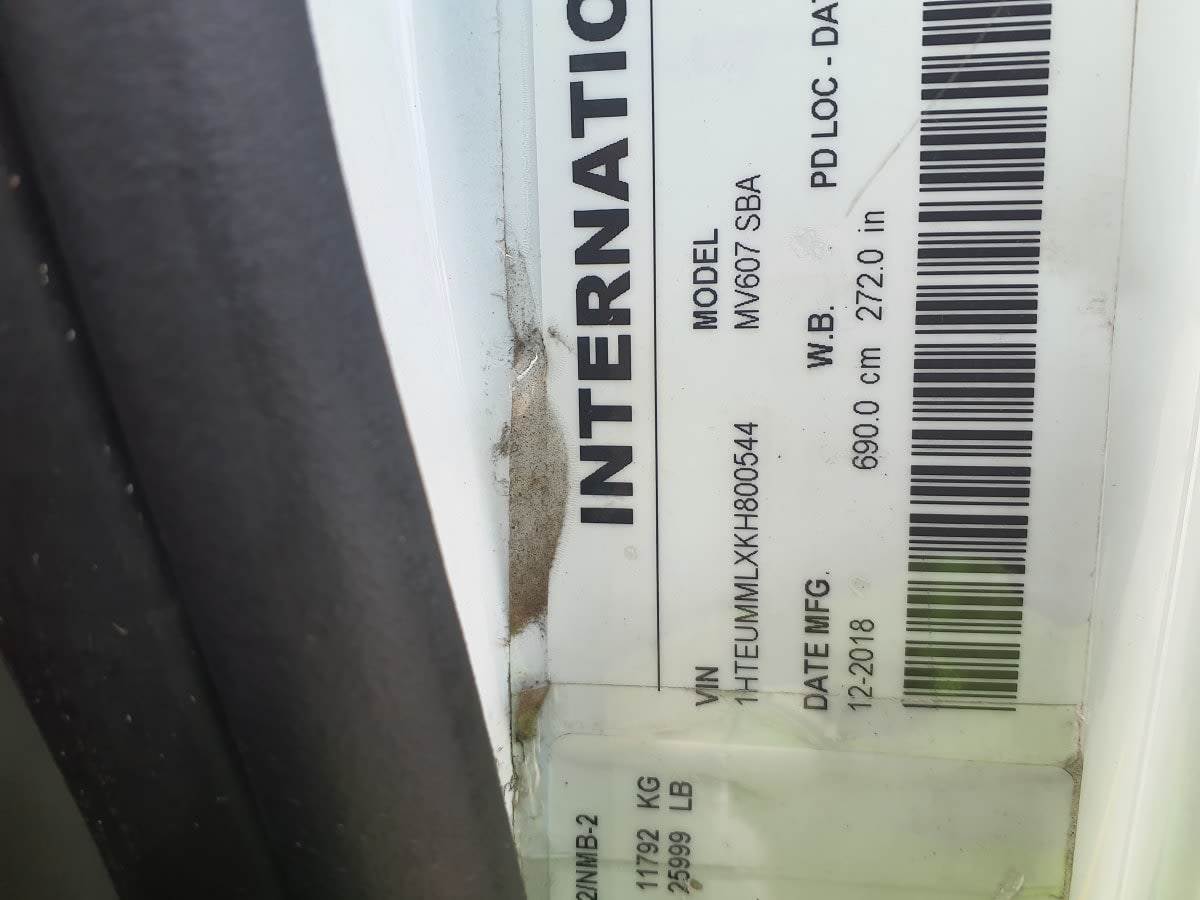 INTERNATIO
VIN MODEL
1HTEUMMLXKH800544 MV607 SBA
DATE MFG. W.B. PD LOC - DAT
12-2018 690.0 cm 272.0 in
2/NMB-2
11792 KG
25999 LB